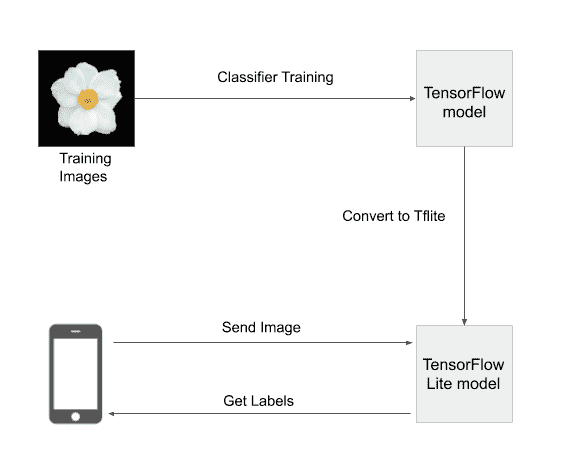 Classifier Training
TensorFlow
model
Training
Images
Convert to Tflite
Send Image
TensorFlow
Lite model
Get Labels